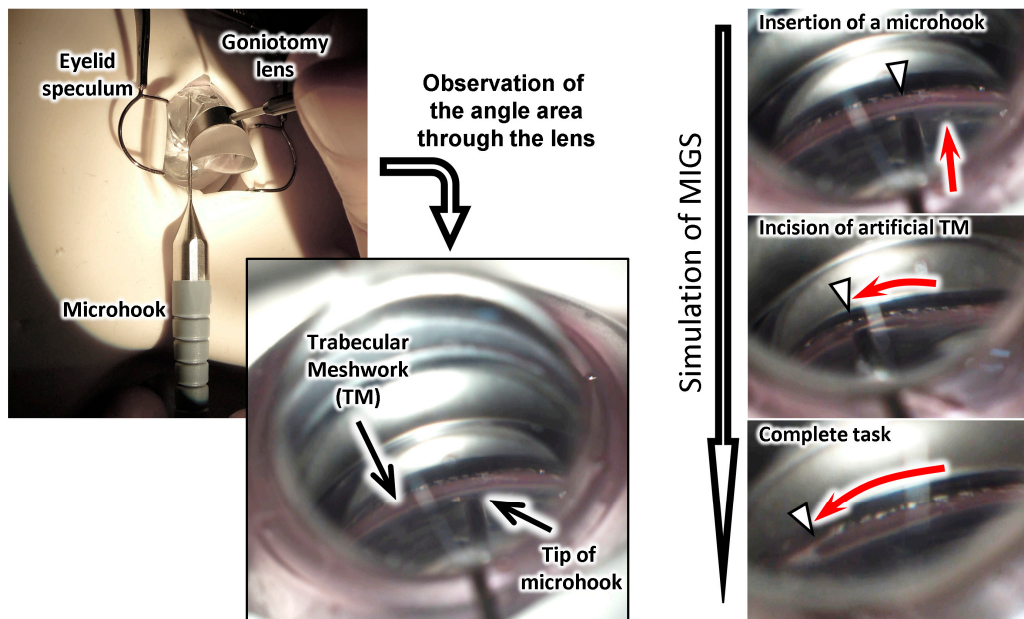 Eyelid
speculum
Goniotomy
lens
Microhook
Observation of
the angle area
through the lens
Trabecular
Meshwork
(TM)
Tip of
microhook
Simulation of MIGS
Insertion of a microhook
Incision of artificial TM
Complete task